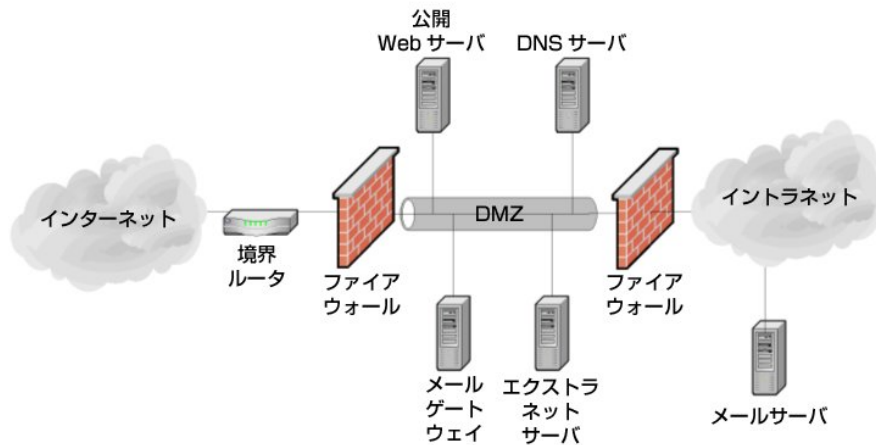 公開
Web サーバ
DNS サーバ
インターネット
境界
ルータ
ファイア
ウォール
DMZ
ファイア
ウォール
イントラネット
メール
ゲート
ウェイ
エクストラ
ネット
サーバ
メールサーバ